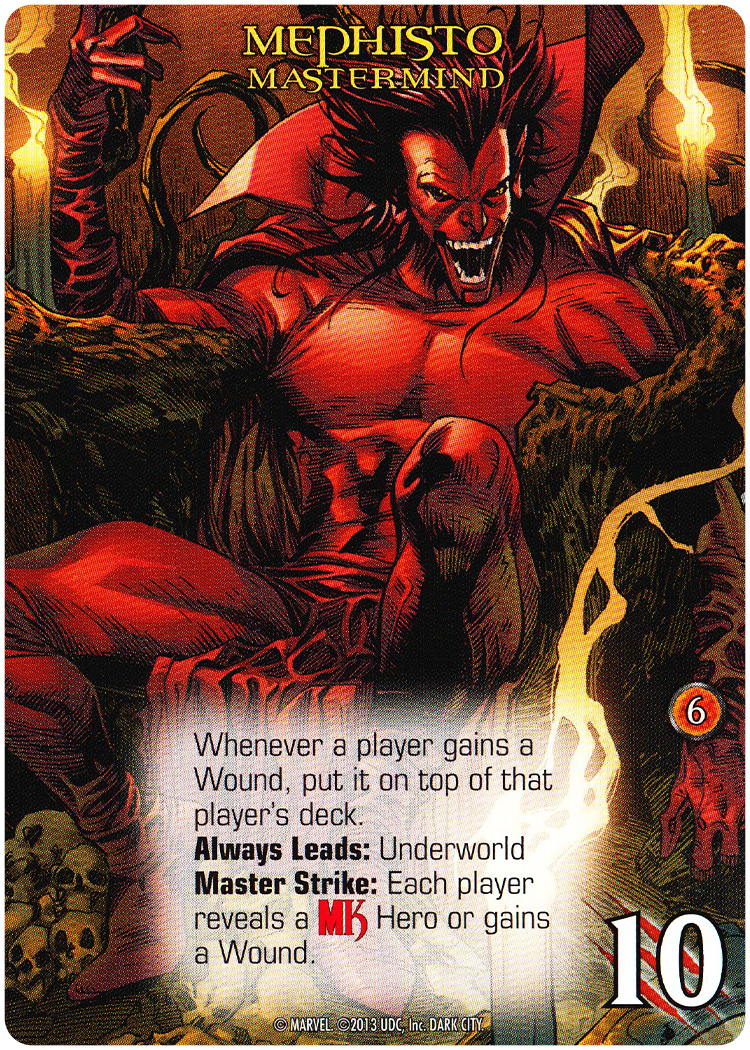 Mephisto
Mastermind
6
Whenever a player gains a
Wound, put it on top of that
player's deck.
Always Leads: Underworld
Master Strike: Each player
reveals a MK Hero or gains
a Wound.
10
© MARVEL. ©2013 UDC, Inc. DARK CITY.